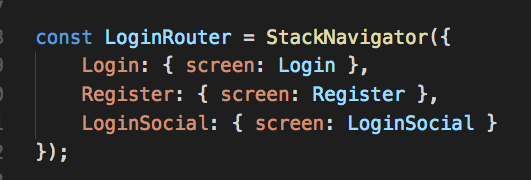 const LoginRouter = StackNavigator({
    Login: { screen: Login },
    Register: { screen: Register },
    LoginSocial: { screen: LoginSocial }
});